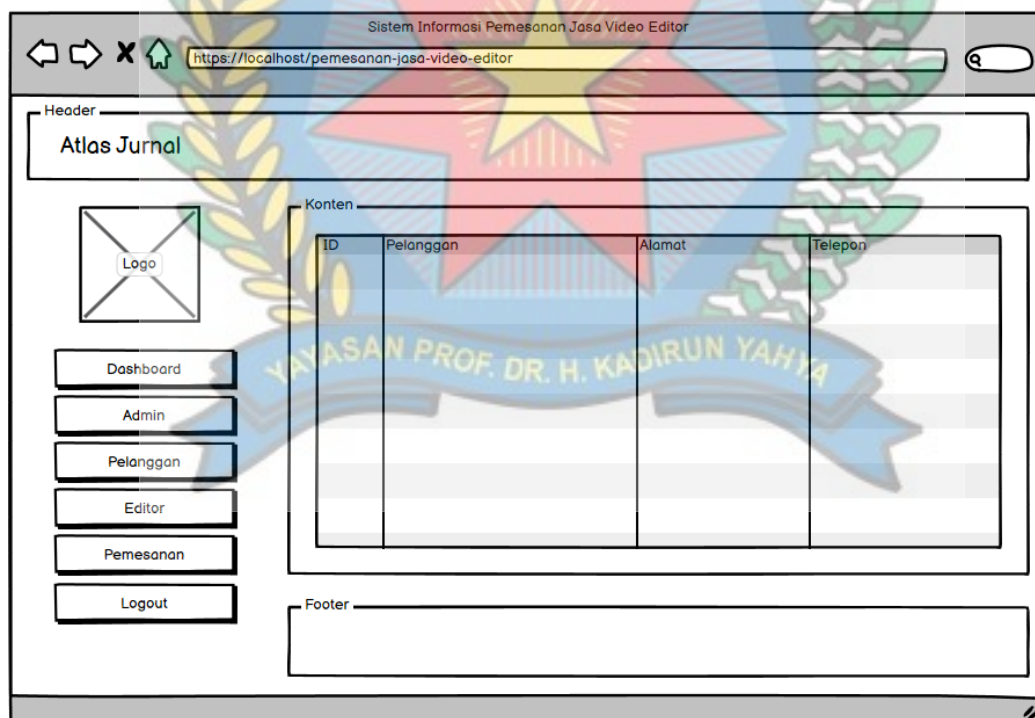 Sistem Informasi Pemesanan Jasa Video Editor
https://localhost/pemesanan-jasa-video-editor
Header
Atlas Jurnal
Logo
Dashboard
Admin
Pelanggan
Editor
Pemesanan
Logout
Konten
ID Pelanggan Alamat Telepon
YAYASAN PROF. DR. H. KADIRUN YAHYA
Footer